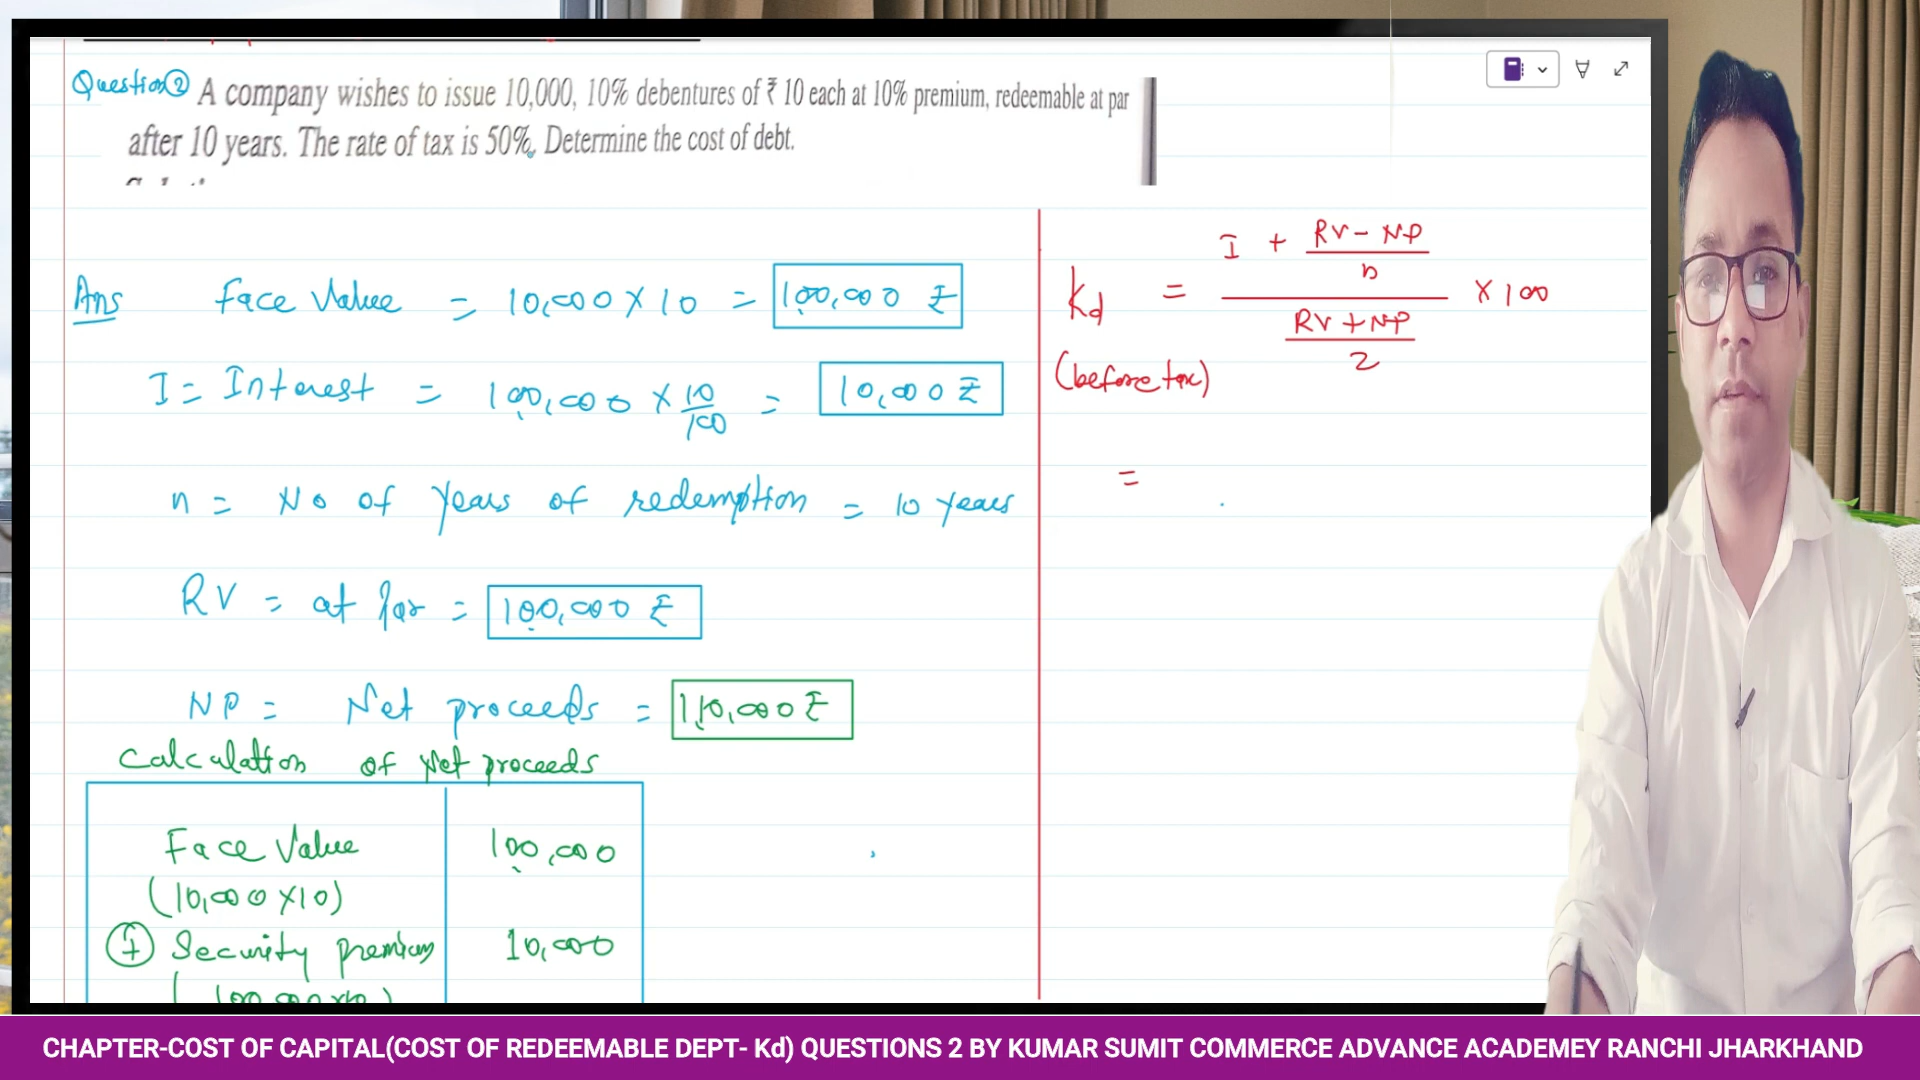 Question ②
A company wishes to issue 10,000, 10% debentures of ₹ 10 each at 10% premium, redeemable at par
after 10 years. The rate of tax is 50%. Determine the cost of debt.
Ans Face Value = 10,000 × 10 = 100,000 ₹
I = Interest = 100,000 × 10/100 = 10,000 ₹
n = No of years of redemption = 10 years
RV = at par = 100,000 ₹
NP = Net proceeds = 110,000 ₹
Calculation of Net proceeds
Face Value 100,000
(10,000 × 10)
+ Security premium 10,000
Kd = I + RV - NP / n
RV + NP / 2 × 100
(before tax)
=
CHAPTER-COST OF CAPITAL(COST OF REDEEMABLE DEPT- Kd) QUESTIONS 2 BY KUMAR SUMIT COMMERCE ADVANCE ACADEMEY RANCHI JHARKHAND